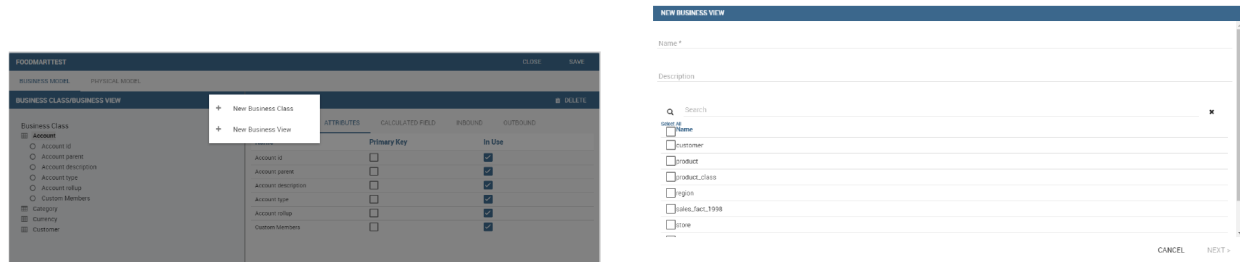 FOODMARTTEST
CLOSE
SAVE
BUSINESS MODEL
PHYSICAL MODEL
BUSINESS CLASS/BUSINESS VIEW
DELETE
+ New Business Class
+ New Business View
ATTRIBUTES
CALCULATED FIELD
INBOUND
OUTBOUND
Business Class
Account
Account id
Account parent
Account description
Account type
Account rollup
Custom Members
Category
Currency
Customer
Primary Key
In Use
Account id
Account parent
Account description
Account type
Account rollup
Custom Members
NEW BUSINESS VIEW
Name *
Description
Search
Select All
Name
customer
product
product_class
region
sales_fact_1998
store
CANCEL
NEXT »